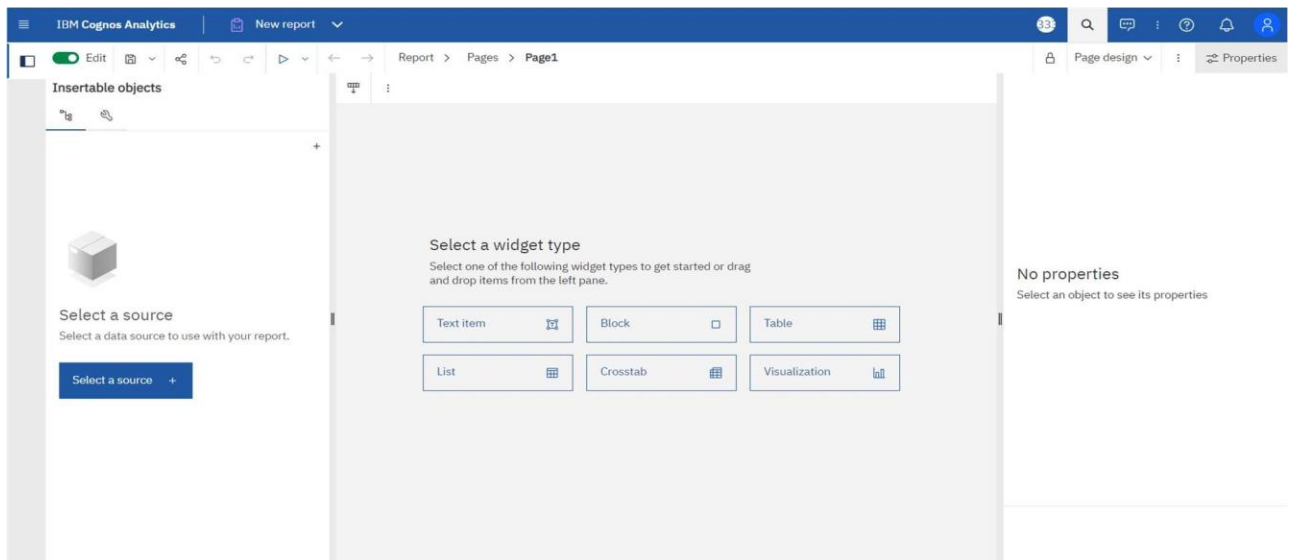 IBM Cognos Analytics
New report
33
Edit
Report > Pages > Page1
Page design
Properties
Insertable objects
Select a widget type
Select one of the following widget types to get started or drag
and drop items from the left pane.
Text item
Block
Table
List
Crosstab
Visualization
Select a source
Select a data source to use with your report.
Select a source +
No properties
Select an object to see its properties